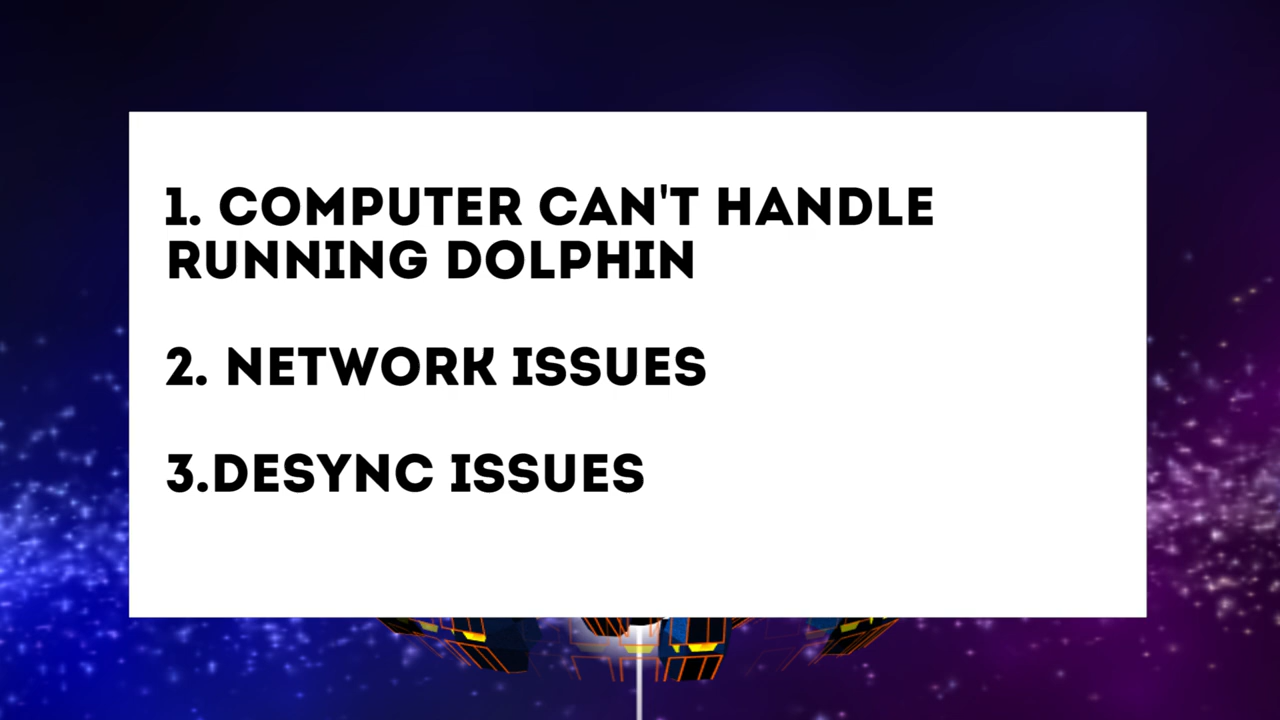 1. COMPUTER CAN'T HANDLE
RUNNING DOLPHIN
2. NETWORK ISSUES
3.DESYNC ISSUES